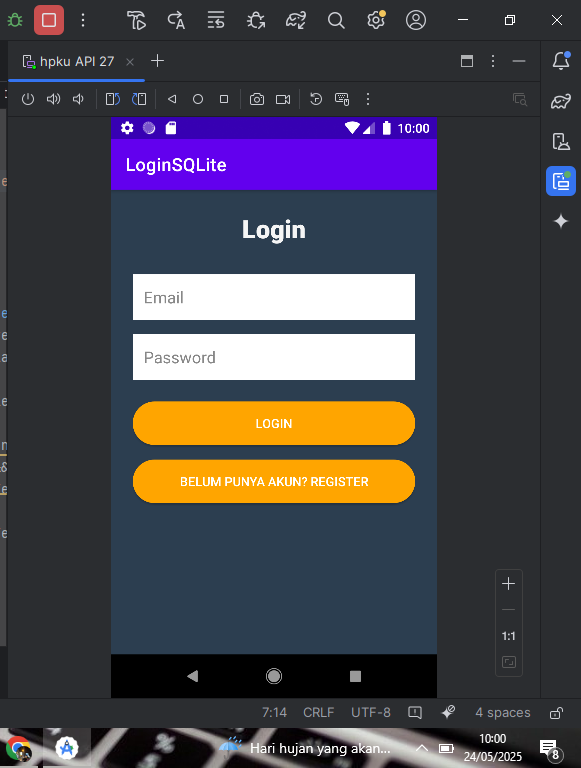 hpku API 27
10:00
LoginSQLite
Login
Email
Password
LOGIN
BELUM PUNYA AKUN? REGISTER
1:1
7:14 CRLF UTF-8 4 spaces
Hari hujan yang akan...
10:00
24/05/2025
8